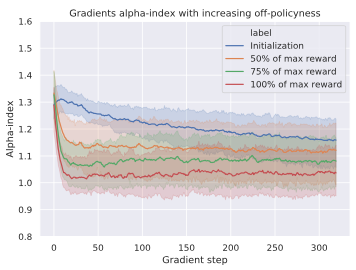 Gradients alpha-index with increasing off-policyness
1.6
1.5
1.4
1.3
1.2
1.1
1.0
0.9
0.8
Alpha-index
label
Initialization
50% of max reward
75% of max reward
100% of max reward
0 50 100 150 200 250 300
Gradient step